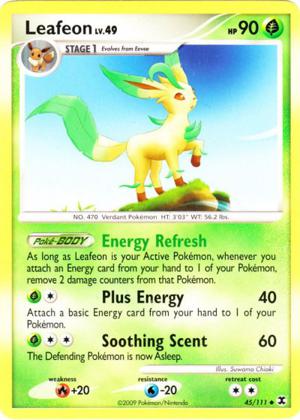 Leafeon LV.49
HP 90
STAGE 1 Evolves from Eevee
NO. 470 Verdant Pokémon HT: 3'03" WT: 56.2 lbs.
Poké-BODY Energy Refresh
As long as Leafeon is your Active Pokémon, whenever you
attach an Energy card from your hand to 1 of your Pokémon,
remove 2 damage counters from that Pokémon.
Plus Energy 40
Attach a basic Energy card from your hand to 1 of your
Pokémon.
Soothing Scent 60
The Defending Pokémon is now Asleep.
weakness resistance retreat cost
+20 -20
Illus. Suwama Chiaki
©2009 Pokémon/Nintendo 45/111